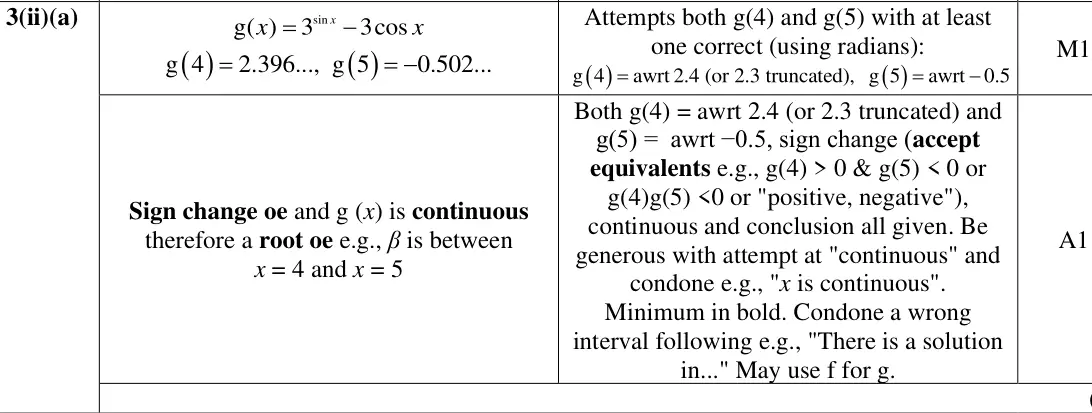 3(ii)(a)
g(x) = 3^{sin x} − 3cos x
g(4) = 2.396..., g(5) = −0.502...
Attempts both g(4) and g(5) with at least
one correct (using radians):
g(4) = awrt 2.4 (or 2.3 truncated), g(5) = awrt − 0.5
M1
Sign change oe and g (x) is continuous
therefore a root oe e.g., β is between
x = 4 and x = 5
Both g(4) = awrt 2.4 (or 2.3 truncated) and
g(5) = awrt −0.5, sign change (accept
equivalents e.g., g(4) > 0 & g(5) < 0 or
g(4)g(5) <0 or "positive, negative"),
continuous and conclusion all given. Be
generous with attempt at "continuous" and
condone e.g., "x is continuous".
Minimum in bold. Condone a wrong
interval following e.g., "There is a solution
in..." May use f for g.
A1